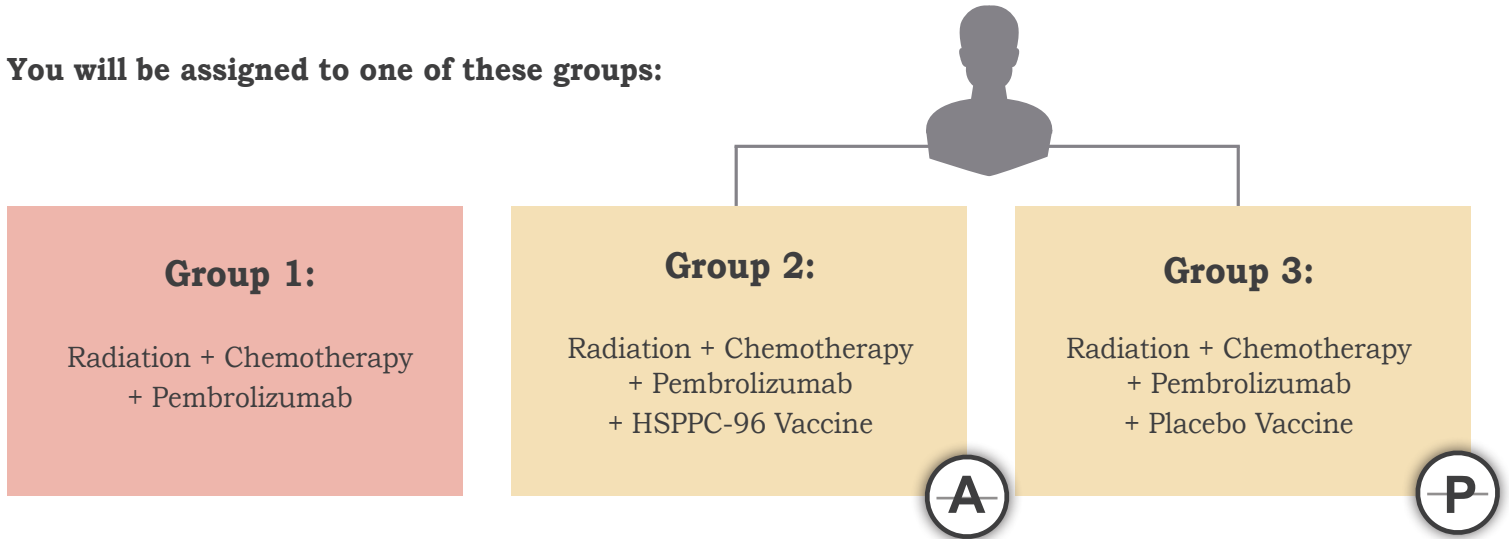 You will be assigned to one of these groups:
Group 1:
Radiation + Chemotherapy
+ Pembrolizumab
Group 2:
Radiation + Chemotherapy
+ Pembrolizumab
+ HSPPC-96 Vaccine
A
Group 3:
Radiation + Chemotherapy
+ Pembrolizumab
+ Placebo Vaccine
P